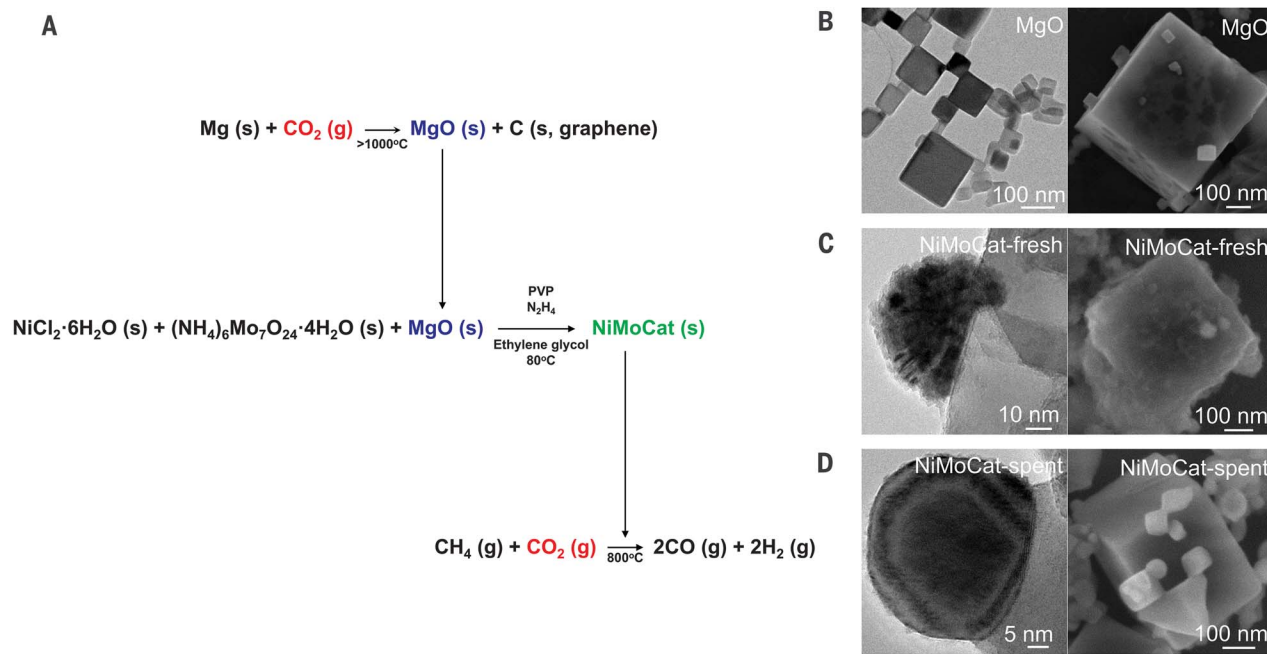 A
Mg (s) + CO₂ (g) → MgO (s) + C (s, graphene)
>1000°C
PVP
N₂H₄
NiCl₂·6H₂O (s) + (NH₄)₆Mo₇O₂₄·4H₂O (s) + MgO (s) → NiMoCat (s)
Ethylene glycol
80°C
CH₄ (g) + CO₂ (g) → 2CO (g) + 2H₂ (g)
800°C
B
MgO
100 nm
MgO
100 nm
C
NiMoCat-fresh
10 nm
NiMoCat-fresh
100 nm
D
NiMoCat-spent
5 nm
NiMoCat-spent
100 nm